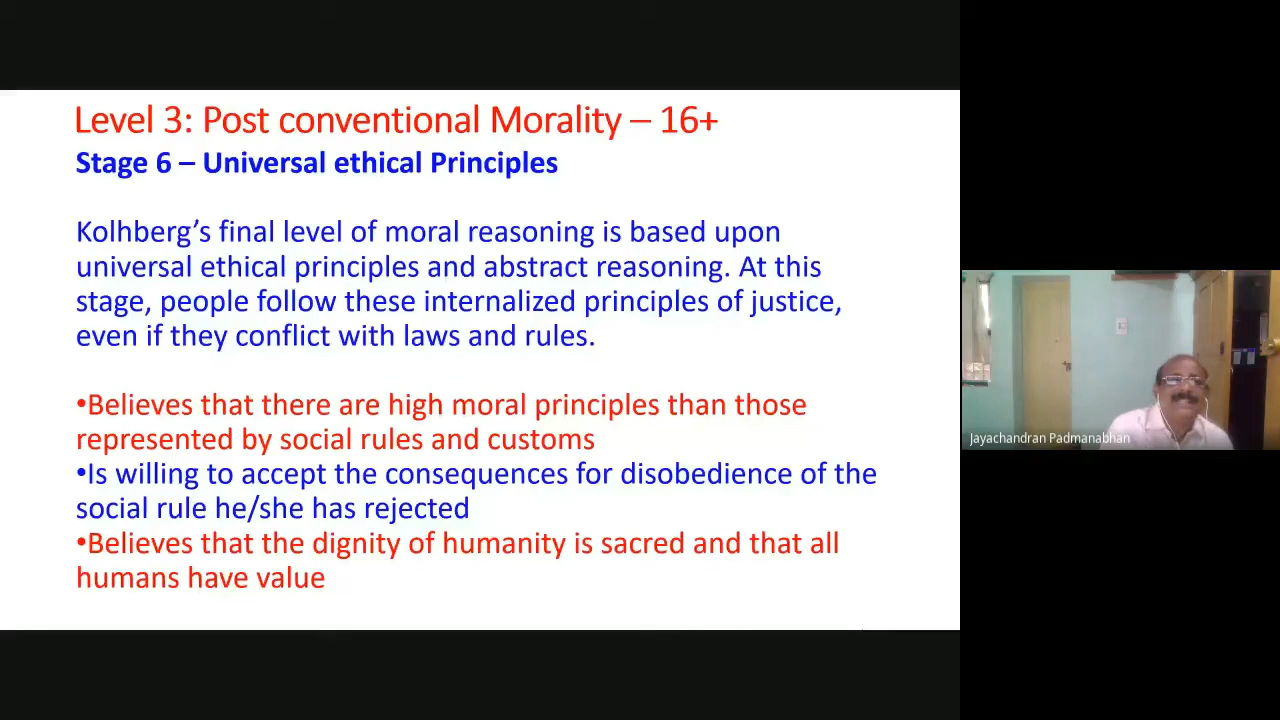 Level 3: Post conventional Morality – 16+
Stage 6 – Universal ethical Principles
Kolhberg’s final level of moral reasoning is based upon
universal ethical principles and abstract reasoning. At this
stage, people follow these internalized principles of justice,
even if they conflict with laws and rules.
•Believes that there are high moral principles than those
represented by social rules and customs
•Is willing to accept the consequences for disobedience of the
social rule he/she has rejected
•Believes that the dignity of humanity is sacred and that all
humans have value
Jayachandran Padmanabhan